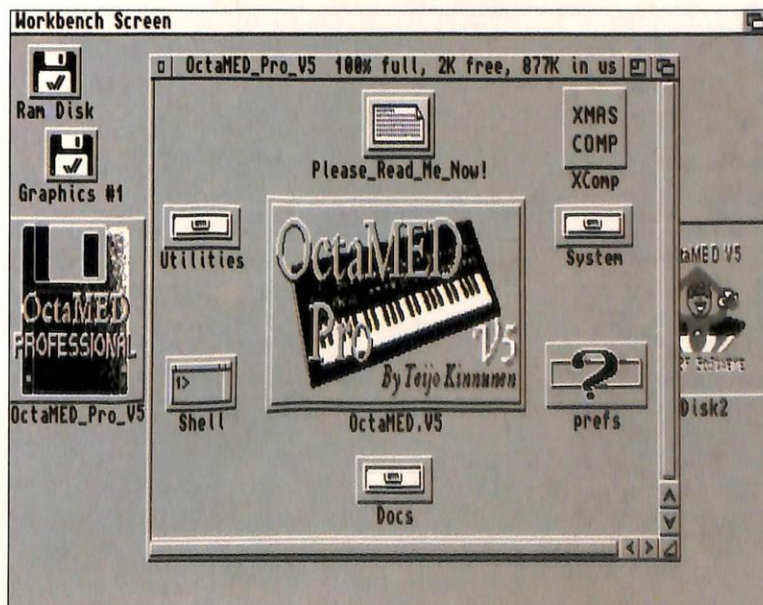 Workbench Screen
Ram Disk
Graphics #1
OctaMED
PROFESSIONAL
OctaMED_Pro_V5
OctaMED_Pro_V5 100% full, 2K free, 877K in us
Please_Read_Me_Now!
XMAS
COMP
XComp
Utilities
System
OctaMED
Pro
V5
By Teijo Kinnunen
OctaMED.V5
1>
Shell
?
prefs
Docs
taMED V5
Disk2